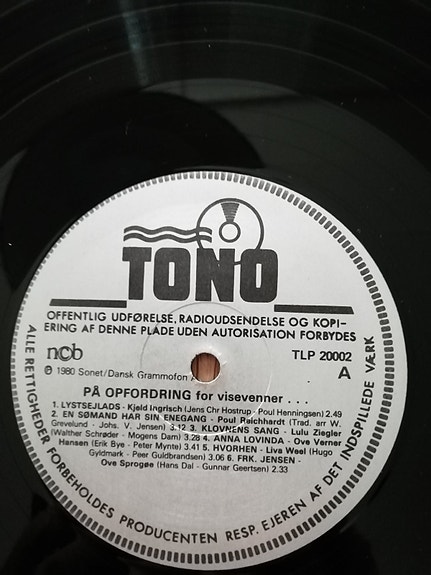 TONO
OFFENTLIG UDFØRELSE, RADIOUDSENDELSE OG KOPI-
ERING AF DENNE PLADE UDEN AUTORISATION FORBYDES
ncb
TLP 20002
℗ 1980 Sonet/Dansk Grammofon A
A
PÅ OPFORDRING for visevenner . . .
1. LYSTSEJLADS - Kjeld Ingrisch (Jens Chr Hostrup - Poul Henningsen) 2.49
2. EN SØMAND HAR SIN ENEGANG - Poul Reichhardt (Trad. arr W.
Grevelund - Johs. V. Jensen) 3.12 3. KLOVNENS SANG - Lulu Ziegler
(Walther Schrøder - Mogens Dam) 3.28 4. ANNA LOVINDA - Ove Verner
Hansen (Erik Bye - Peter Mynte) 3.41 5. HVORHEN - Liva Weel (Hugo
Gyldmark - Peer Guldbrandsen) 3.06 6. FRK. JENSEN -
Ove Sprogøe (Hans Dal - Gunnar Geertsen) 2.33
ALLE RETTIGHEDER FORBEHOLDES PRODUCENTEN RESP. EJEREN AF DET INDSPILLEDE VÆRK